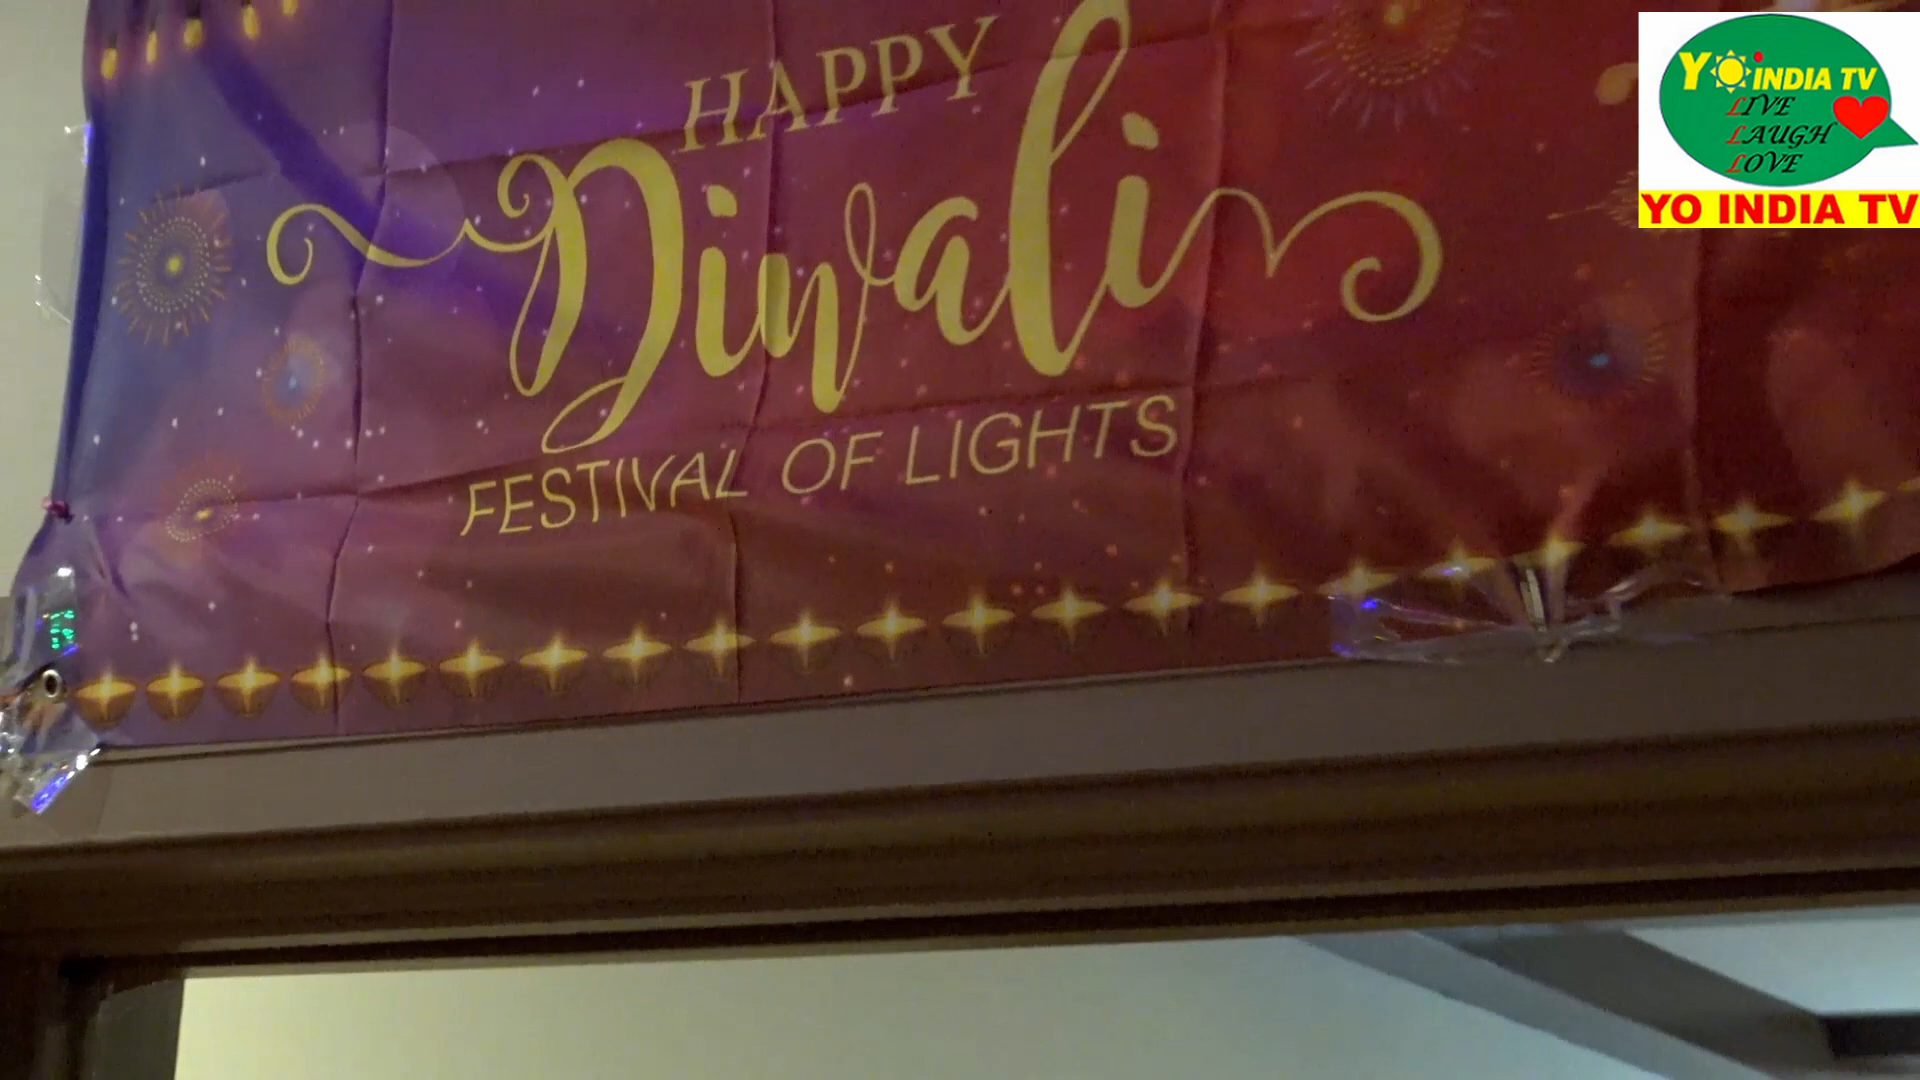 HAPPY
Diwali
FESTIVAL OF LIGHTS
YO INDIA TV
LIVE
LAUGH
LOVE
YO INDIA TV